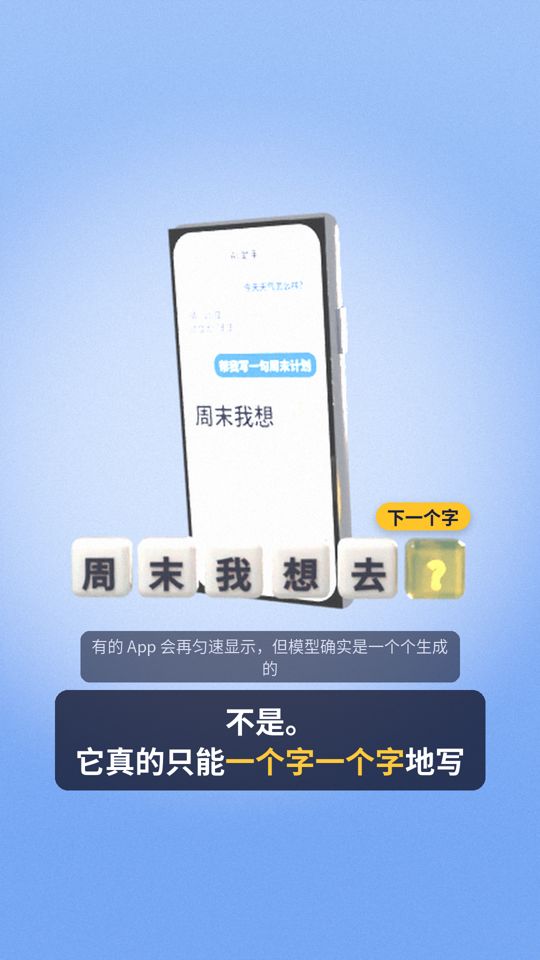 AI 助手
今天天气怎么样?
帮我写一句周末计划
周末我想
下一个字
周 末 我 想 去 ?
有的 App 会再匀速显示，但模型确实是一个个生成
的
不是。
它真的只能一个字一个字地写